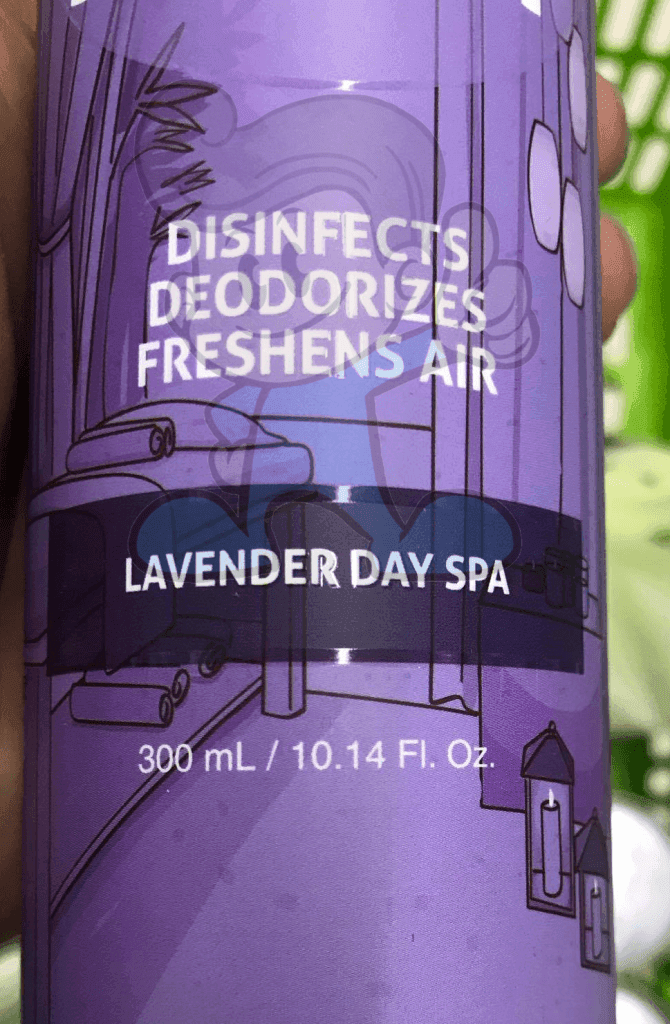 DISINFECTS
DEODORIZES
FRESHENS AIR
LAVENDER DAY SPA
300 mL / 10.14 Fl. Oz.